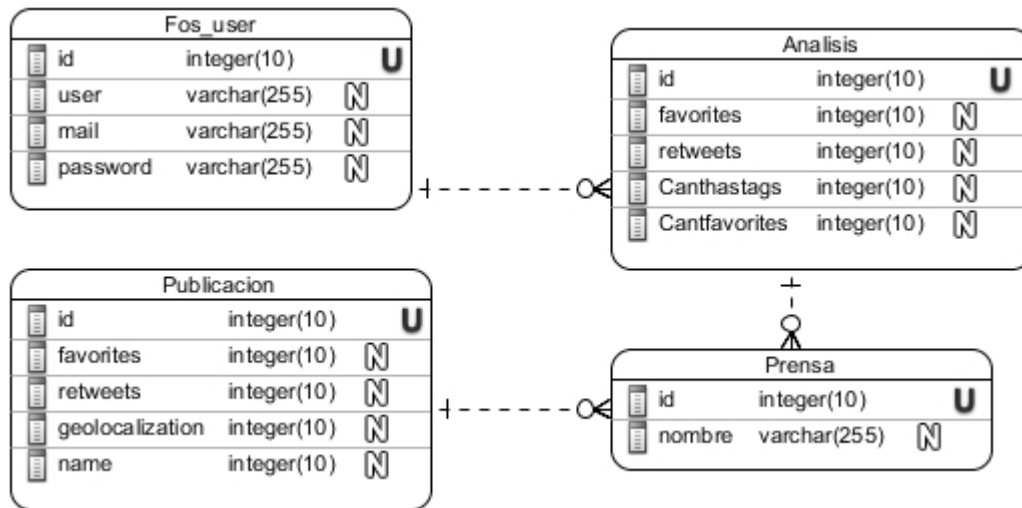 Fos_user
id integer(10) U
user varchar(255) N
mail varchar(255) N
password varchar(255) N
Analisis
id integer(10) U
favorites integer(10) N
retweets integer(10) N
Canthastags integer(10) N
Cantfavorites integer(10) N
Publicacion
id integer(10) U
favorites integer(10) N
retweets integer(10) N
geolocalization integer(10) N
name integer(10) N
Prensa
id integer(10) U
nombre varchar(255) N